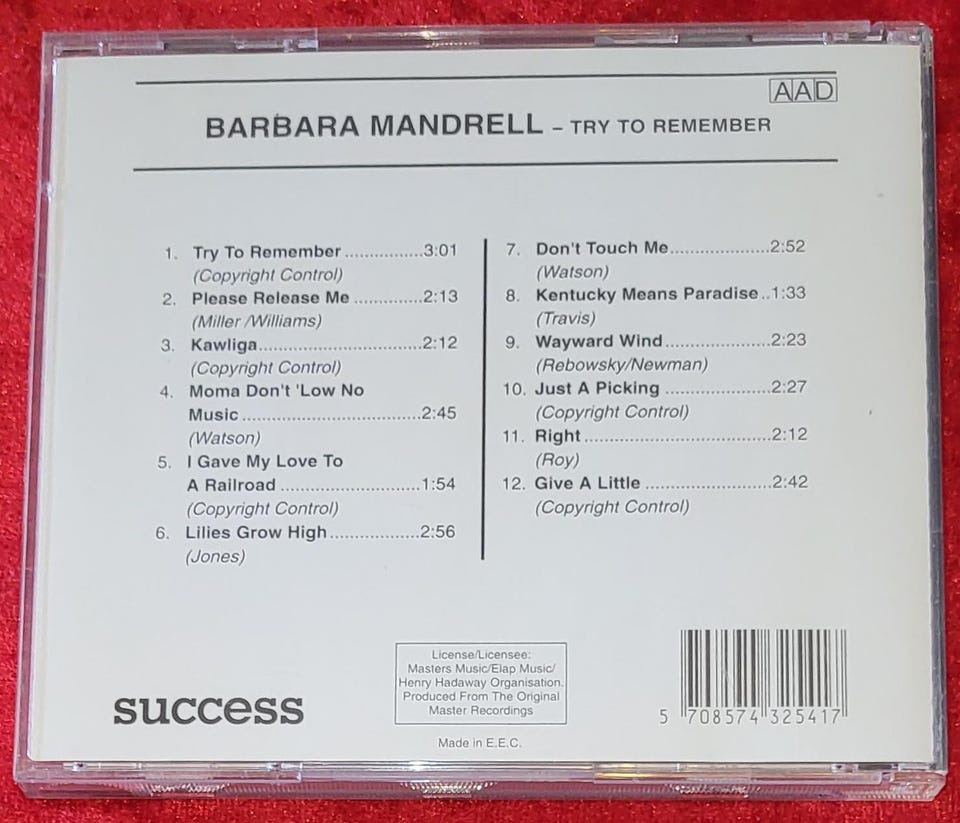 AAD
BARBARA MANDRELL – TRY TO REMEMBER
1. Try To Remember ................3:01
(Copyright Control)
2. Please Release Me .............2:13
(Miller /Williams)
3. Kawliga..................................2:12
(Copyright Control)
4. Moma Don't 'Low No
Music.....................................2:45
(Watson)
5. I Gave My Love To
A Railroad .............................1:54
(Copyright Control)
6. Lilies Grow High...................2:56
(Jones)
7. Don't Touch Me....................2:52
(Watson)
8. Kentucky Means Paradise..1:33
(Travis)
9. Wayward Wind.....................2:23
(Rebowsky/Newman)
10. Just A Picking ......................2:27
(Copyright Control)
11. Right......................................2:12
(Roy)
12. Give A Little ..........................2:42
(Copyright Control)
success
License/Licensee:
Masters Music/Elap Music/
Henry Hadaway Organisation.
Produced From The Original
Master Recordings
Made in E.E.C.
5 708574 325417